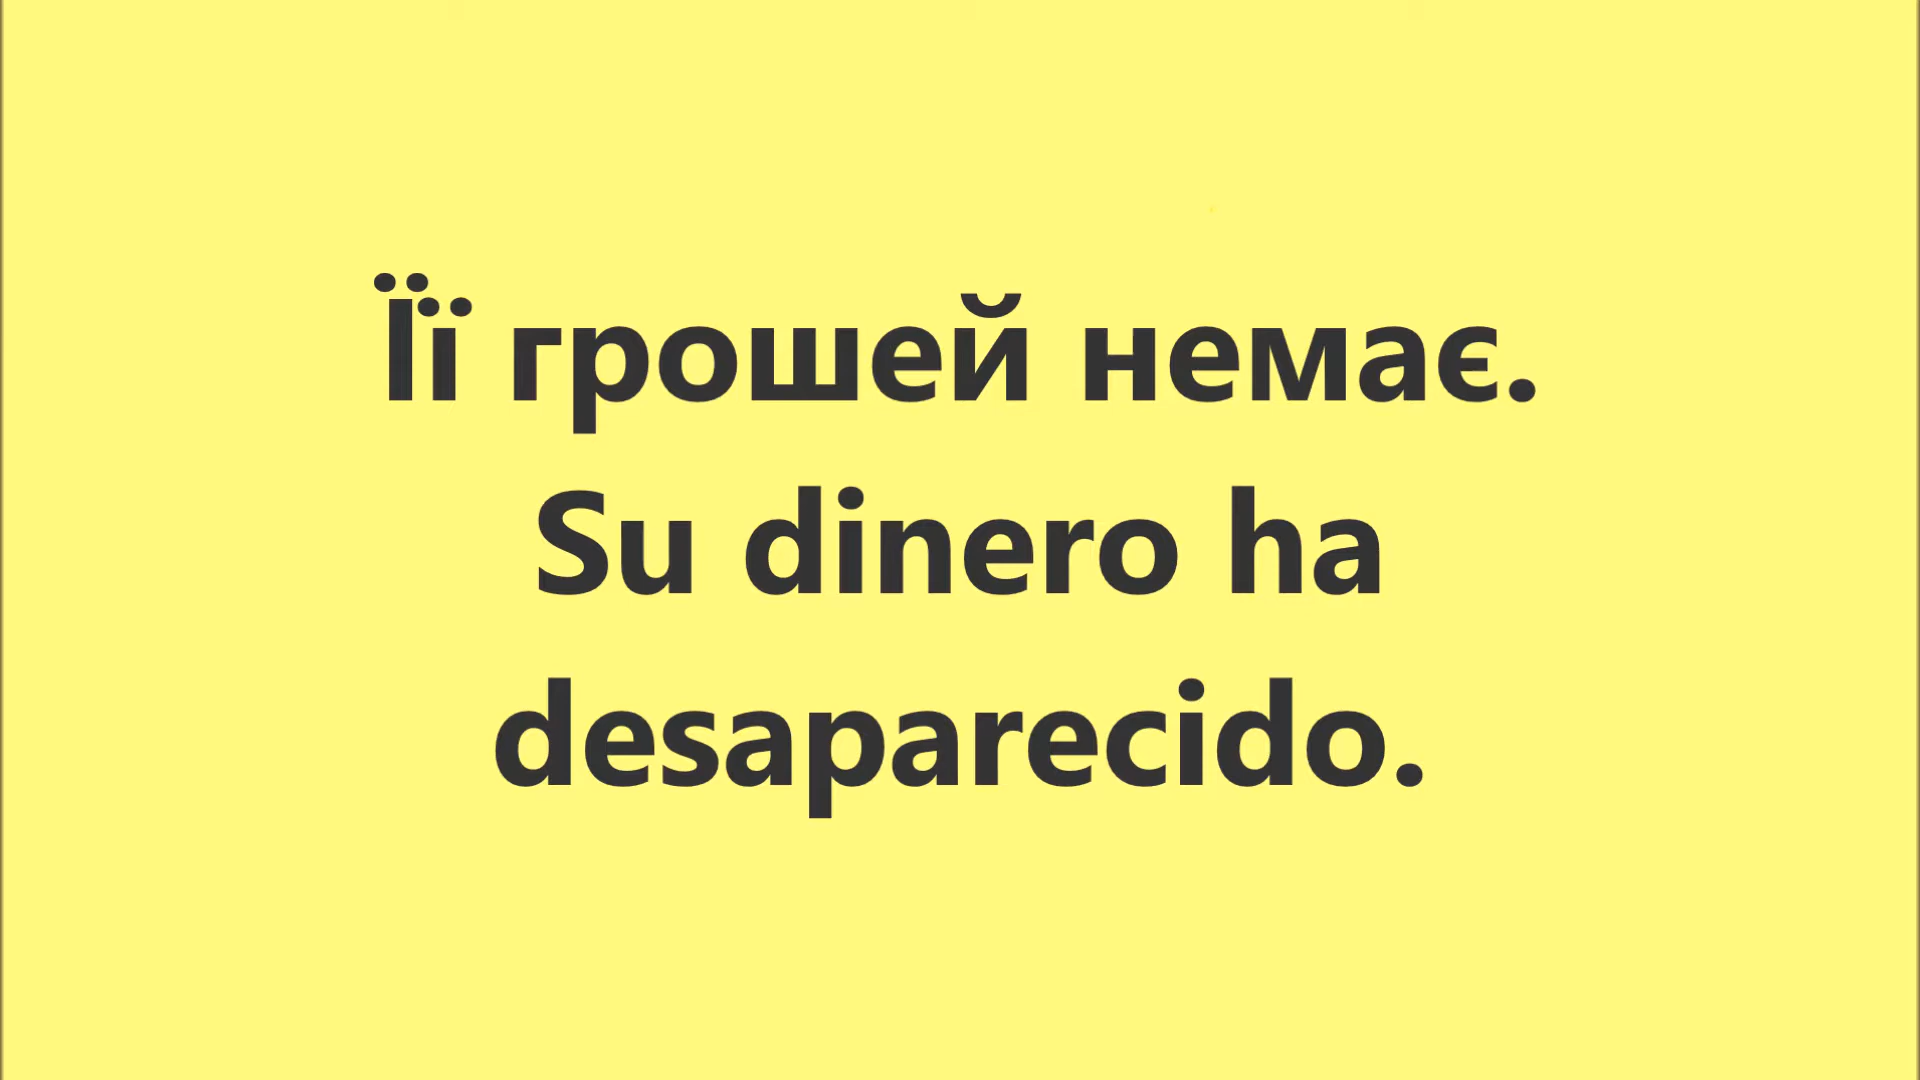 Її грошей немає.
Su dinero ha
desaparecido.